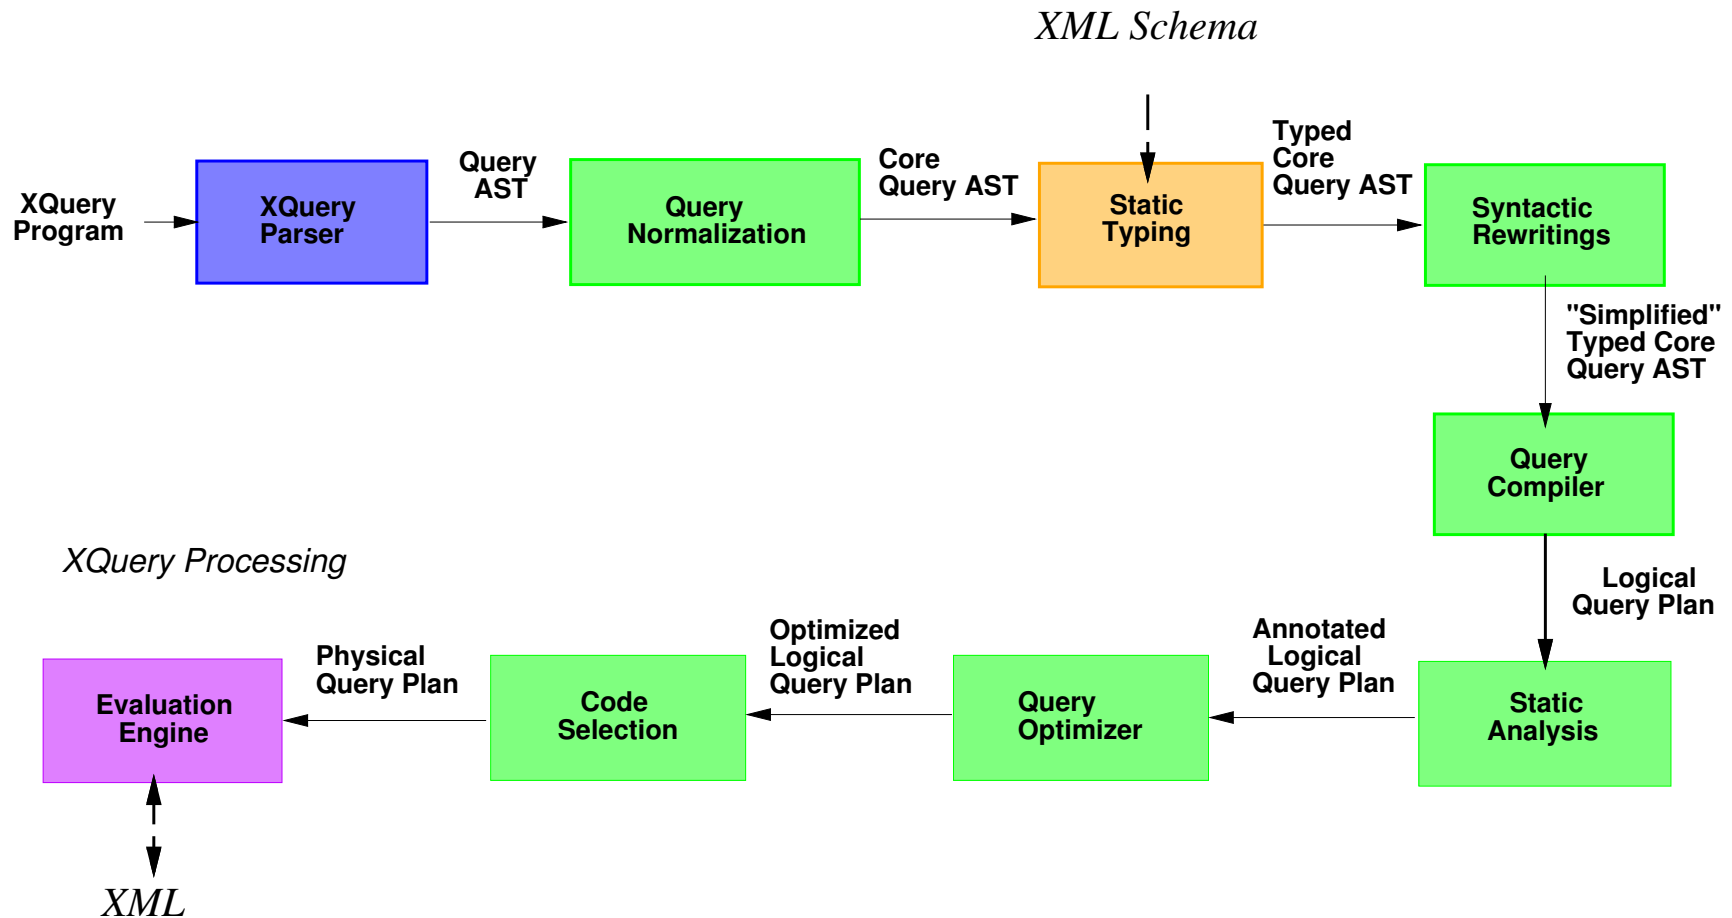 XML Schema
XQuery
Program
XQuery
Parser
Query
AST
Query
Normalization
Core
Query AST
Static
Typing
Typed
Core
Query AST
Syntactic
Rewritings
"Simplified"
Typed Core
Query AST
Query
Compiler
Logical
Query Plan
XQuery Processing
Static
Analysis
Annotated
Logical
Query Plan
Query
Optimizer
Optimized
Logical
Query Plan
Code
Selection
Physical
Query Plan
Evaluation
Engine
XML